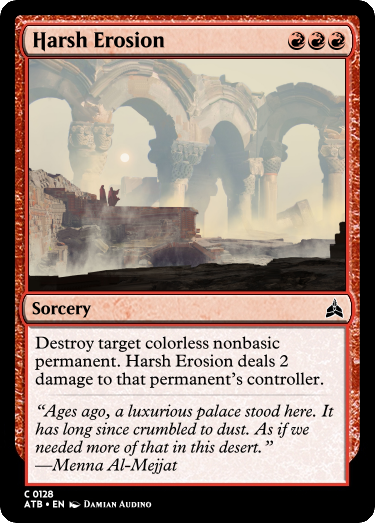 Harsh Erosion
Sorcery
Destroy target colorless nonbasic
permanent. Harsh Erosion deals 2
damage to that permanent's controller.
"Ages ago, a luxurious palace stood here. It
has long since crumbled to dust. As if we
needed more of that in this desert."
—Menna Al-Mejjat
C 0128
ATB • EN Damian Audino